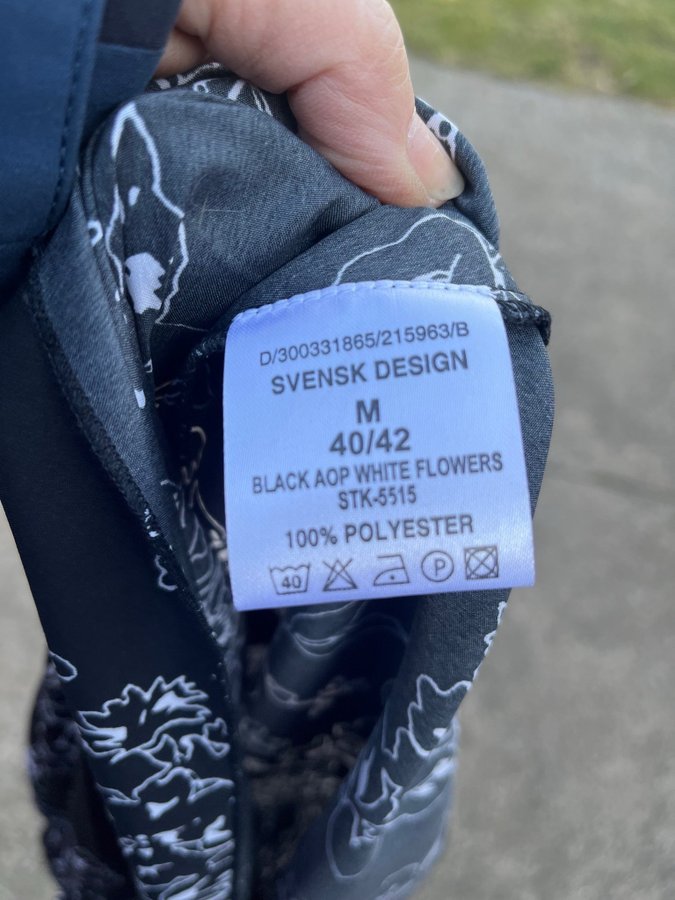 D/300331865/215963/B
SVENSK DESIGN
M
40/42
BLACK AOP WHITE FLOWERS
STK-5515
100% POLYESTER
40 P